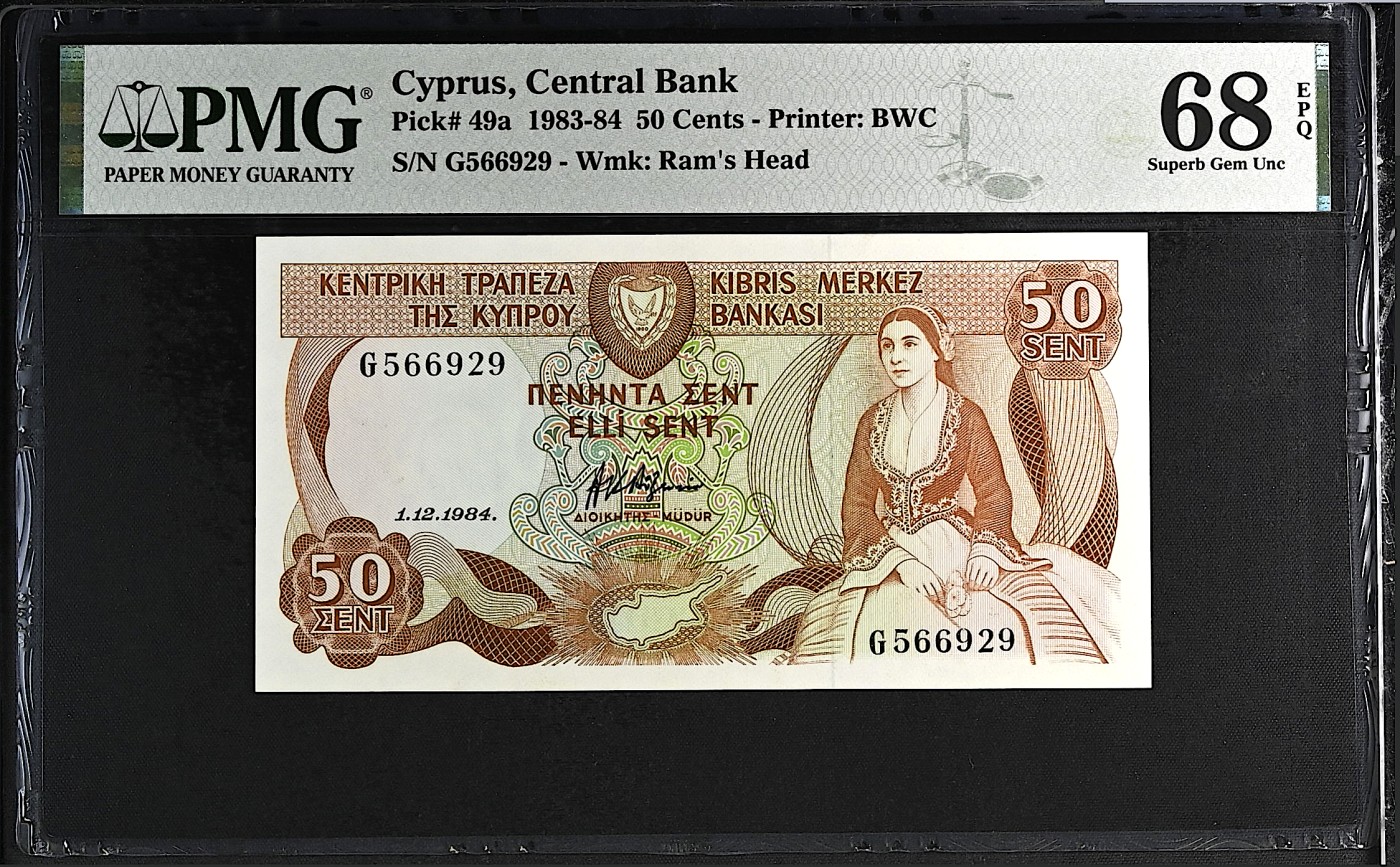 PMG®
PAPER MONEY GUARANTY
Cyprus, Central Bank
Pick# 49a 1983-84 50 Cents - Printer: BWC
S/N G566929 - Wmk: Ram's Head
68
EPQ
Superb Gem Unc
ΚΕΝΤΡΙΚΗ ΤΡΑΠΕΖΑ
ΤΗΣ ΚΥΠΡΟΥ
KIBRIS MERKEZ
BANKASI
50
SENT
1960
G566929
ΠΕΝΗΝΤΑ ΣΕΝΤ
ELLİ SENT
1.12.1984.
ΔΙΟΙΚΗΤΗΣ-MÜDÜR
50
ΣΕΝΤ
G566929